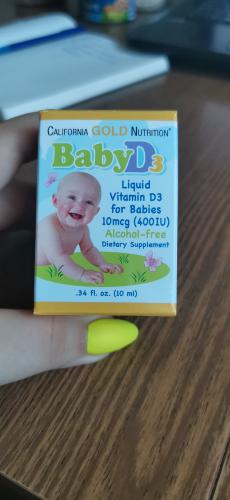 CALIFORNIA GOLD NUTRITION®
BabyD3
Liquid
Vitamin D3
for Babies
10mcg (400IU)
Alcohol-free
Dietary Supplement
.34 fl. oz. (10 ml)